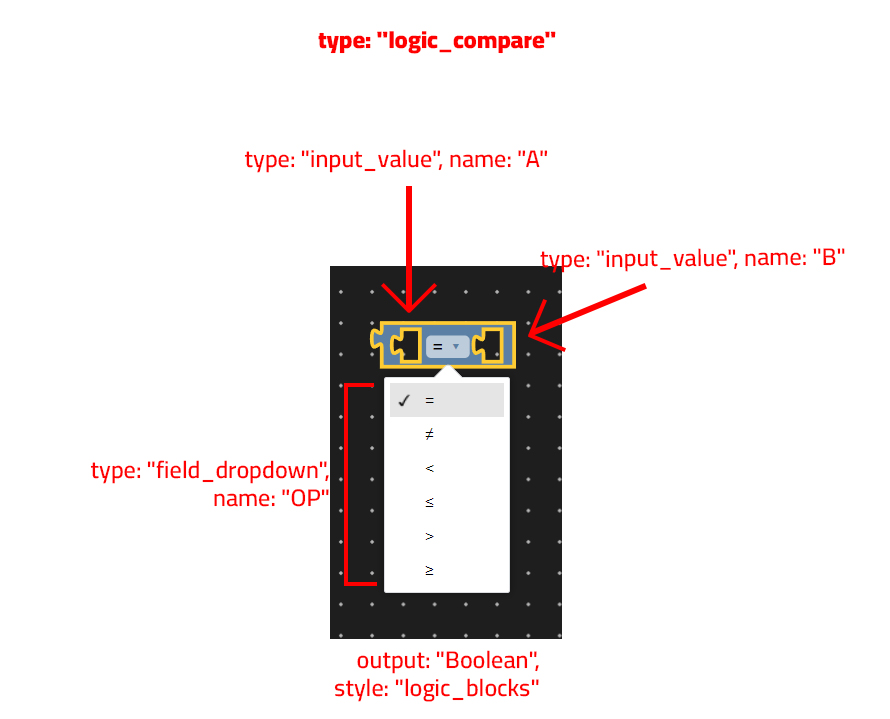 type: "logic_compare"
type: "input_value", name: "A"
type: "input_value", name: "B"
=
✓ =
≠
<
≤
>
≥
type: "field_dropdown",
name: "OP"
output: "Boolean",
style: "logic_blocks"